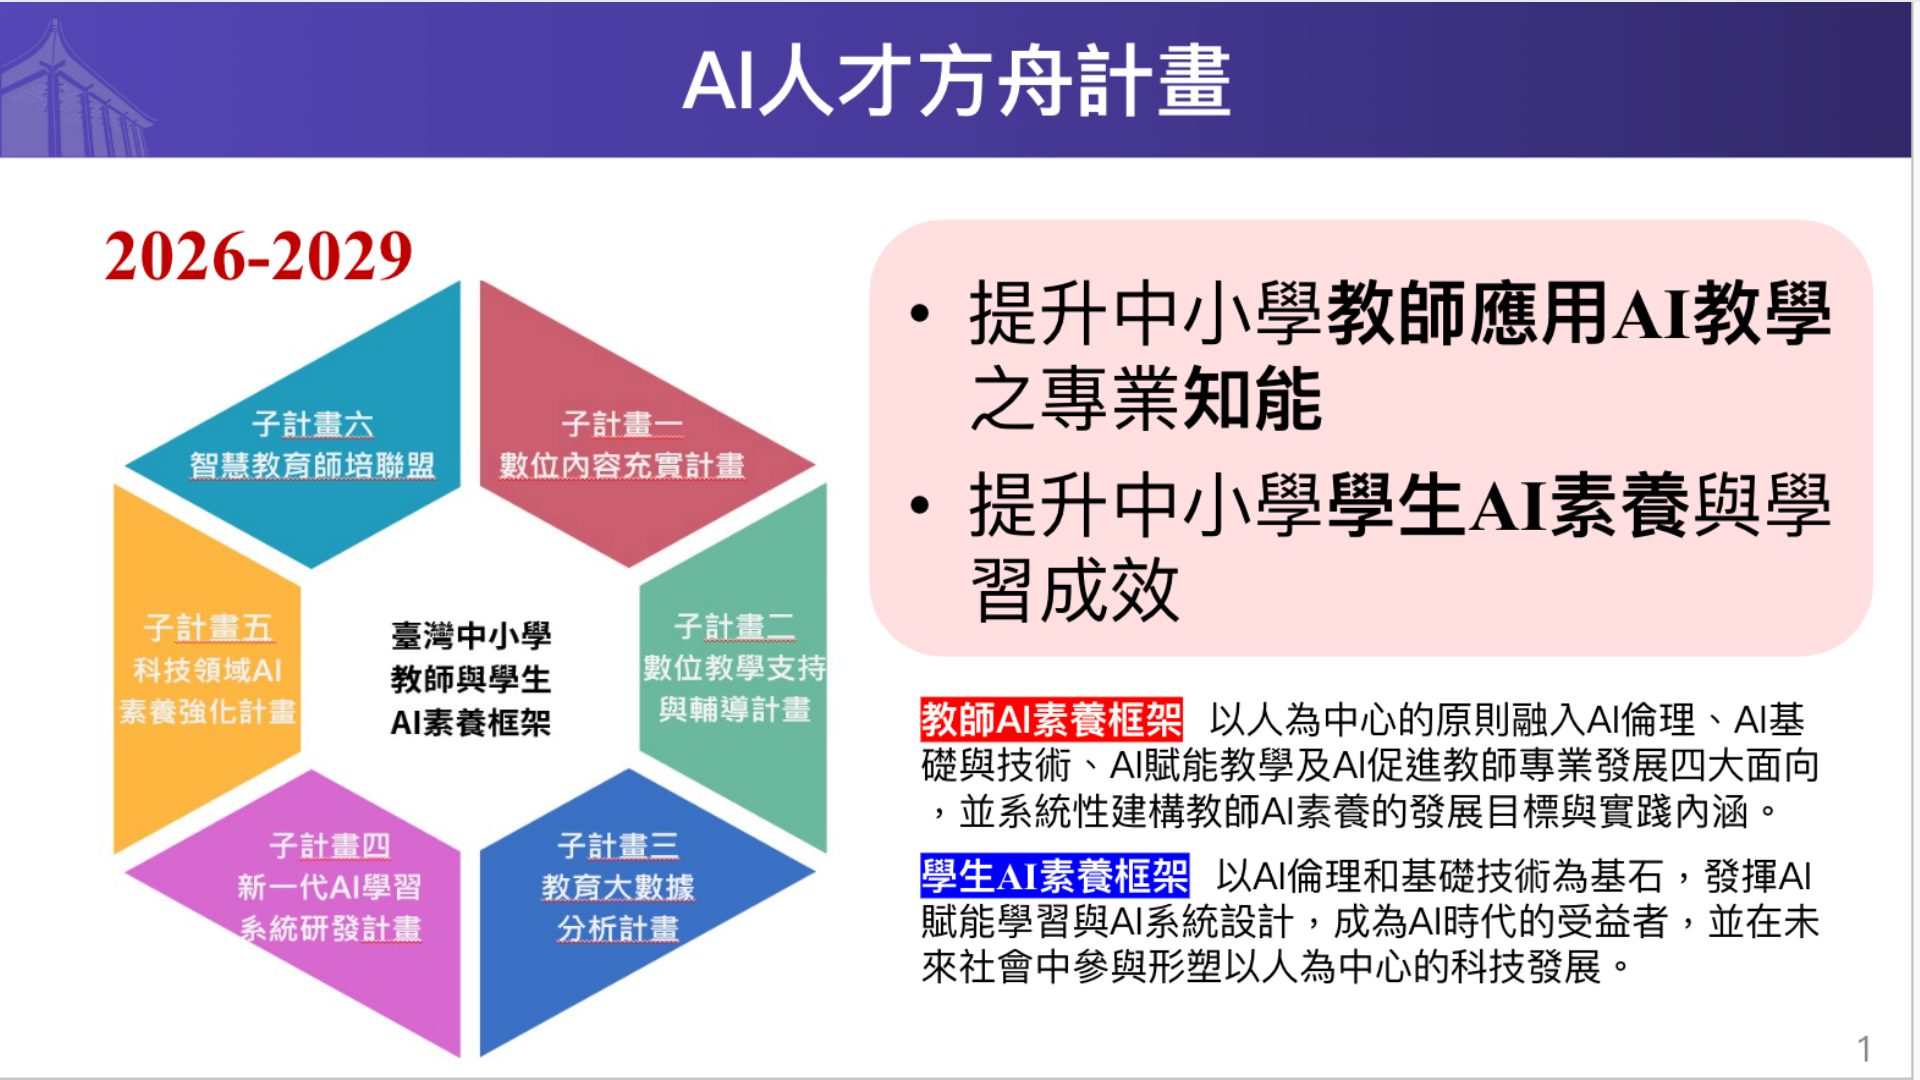 AI人才方舟計畫
2026-2029
子計畫六
智慧教育師培聯盟
子計畫一
數位內容充實計畫
子計畫五
科技領域AI
素養強化計畫
臺灣中小學
教師與學生
AI素養框架
子計畫二
數位教學支持
與輔導計畫
子計畫四
新一代AI學習
系統研發計畫
子計畫三
教育大數據
分析計畫
• 提升中小學教師應用AI教學
之專業知能
• 提升中小學學生AI素養與學
習成效
教師AI素養框架 以人為中心的原則融入AI倫理、AI基
礎與技術、AI賦能教學及AI促進教師專業發展四大面向
，並系統性建構教師AI素養的發展目標與實踐內涵。
學生AI素養框架 以AI倫理和基礎技術為基石，發揮AI
賦能學習與AI系統設計，成為AI時代的受益者，並在未
來社會中參與形塑以人為中心的科技發展。
1